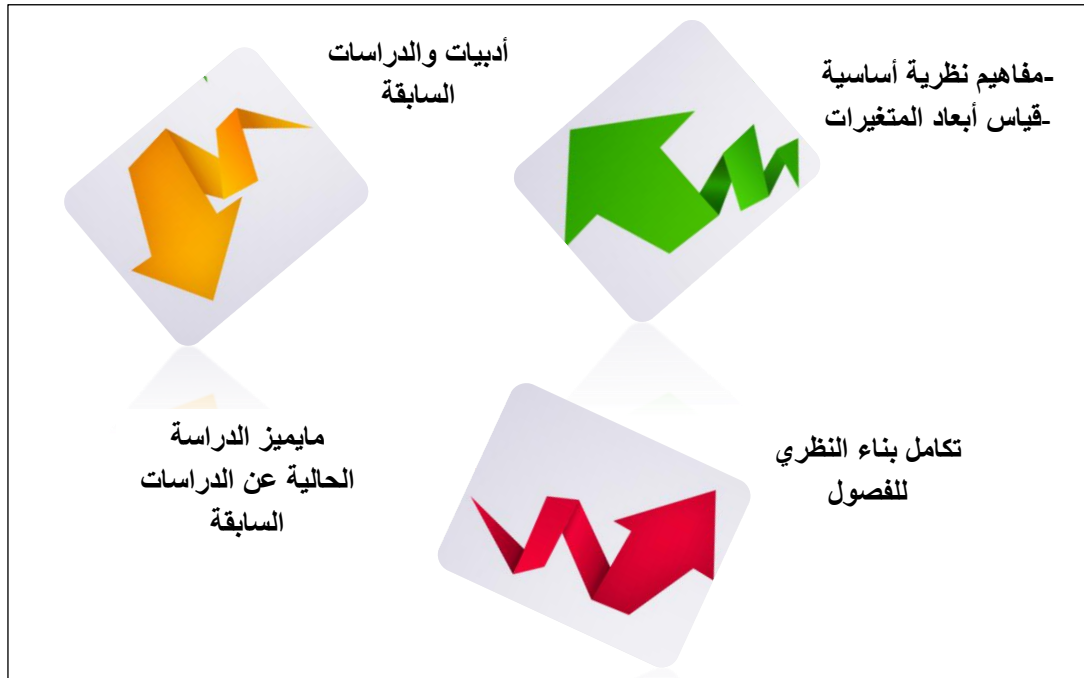 -مفاهيم نظرية أساسية
-قياس أبعاد المتغيرات
أدبيات والدراسات
السابقة
تكامل بناء النظري
للفصول
مايميز الدراسة
الحالية عن الدراسات
السابقة